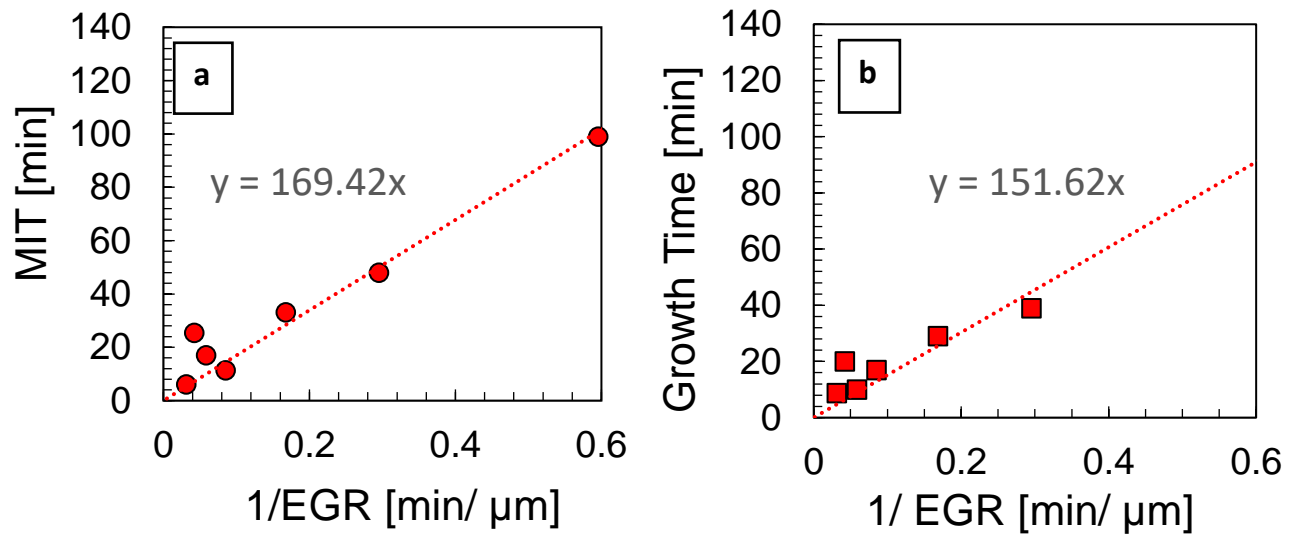 a
MIT [min]
140
120
100
80
60
40
20
0
y = 169.42x
0 0.2 0.4 0.6
1/EGR [min/ µm]
b
Growth Time [min]
140
120
100
80
60
40
20
0
y = 151.62x
0 0.2 0.4 0.6
1/ EGR [min/ µm]